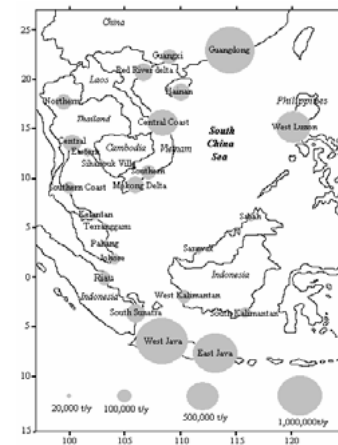 China
25
Guangxi
Guangdong
Red River delta
20
Laos
Hainan
Northern
Philippines
Thailand
Central Coast
West Luzon
15
Central
Cambodia
Vietnam
South
China
Sea
Eastern
Sihanouk Ville
Southern
10
Southern Coast
Mekong Delta
Kelantan
Sabah
Terrangganu
5
Pahang
Sarawak
Johore
0
Riau
Indonesia
Indonesia
West Kalimantan
South Sumatra
South Kalimantan
5
West Java
East Java
10
20,000 t/y
100,000 t/y
500,000 t/y
1,000,000t/y
15
100
105
110
115
120